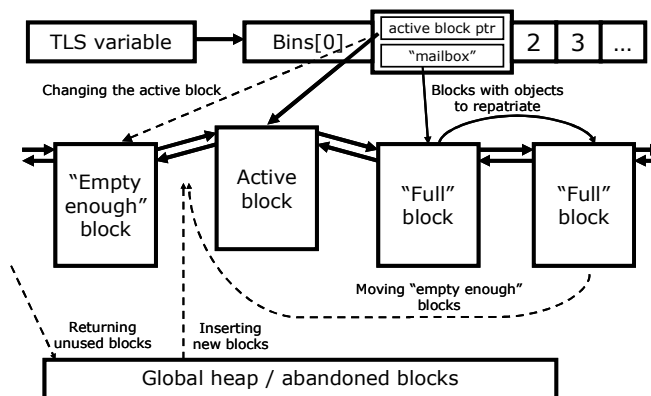 TLS variable
Bins[0]
active block ptr
“mailbox”
2
3
...
Changing the active block
Blocks with objects
to repatriate
“Empty
enough”
block
Active
block
“Full”
block
“Full”
block
Moving “empty enough”
blocks
Returning
unused blocks
Inserting
new blocks
Global heap / abandoned blocks